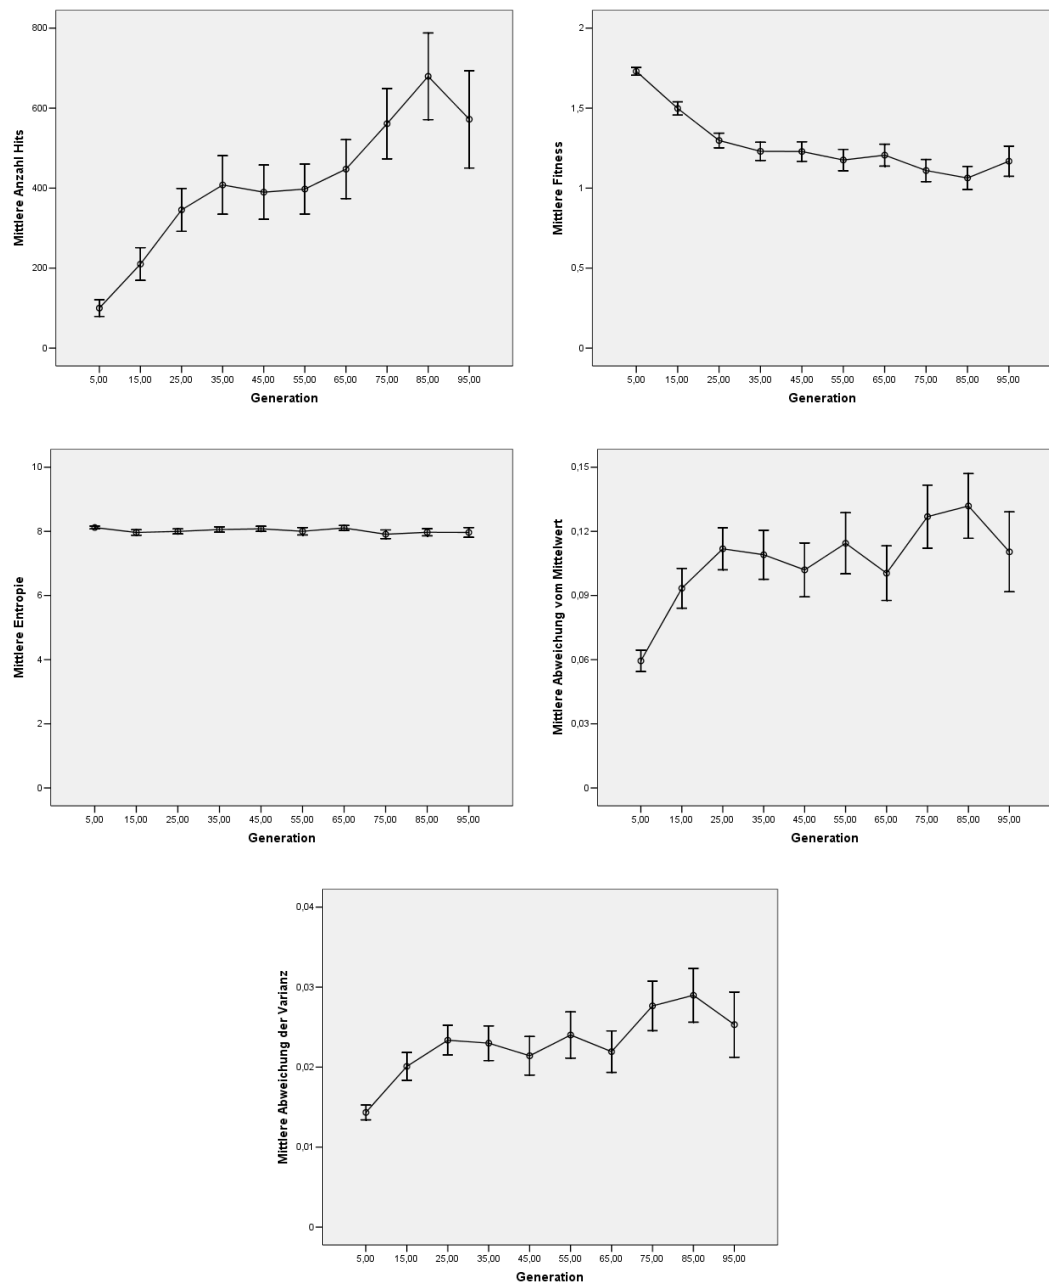 800
600
400
200
0
Mittlere Anzahl Hits
5,00 15,00 25,00 35,00 45,00 55,00 65,00 75,00 85,00 95,00
Generation
2
1,5
1
0,5
0
Mittlere Fitness
5,00 15,00 25,00 35,00 45,00 55,00 65,00 75,00 85,00 95,00
Generation
10
8
6
4
2
0
Mittlere Entropie
5,00 15,00 25,00 35,00 45,00 55,00 65,00 75,00 85,00 95,00
Generation
0,15
0,12
0,09
0,06
0,03
0
Mittlere Abweichung vom Mittelwert
5,00 15,00 25,00 35,00 45,00 55,00 65,00 75,00 85,00 95,00
Generation
0,04
0,03
0,02
0,01
0
Mittlere Abweichung der Varianz
5,00 15,00 25,00 35,00 45,00 55,00 65,00 75,00 85,00 95,00
Generation